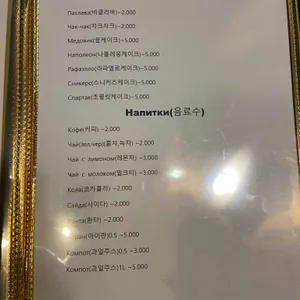 Пахлава(바클라바) ~2.000
Чак-чак(차크차크) ~2.000
Медовик(꿀케이크) ~5.000
Наполеон(나폴레옹케이크) ~5.000
Рафаэлло(라파엘로케이크) ~5.000
Сникерс(스니커즈케이크) ~5.000
Спартак(초콜릿케이크) ~5.000
Напитки(음료수)
Кофе(커피) ~2.000
Чай(зел,чер)(홍차,녹차) ~2.000
Чай с лимоном(레몬차) ~3.000
Чай с молоком(밀크티) ~3.000
Кола(코카콜라) ~2.000
Сайда(사이다) ~2.000
(환타) ~2.000
(아이란)0.5 ~5.000
Компот(과일주스)0.5 ~3.000
Компот(과일주스)1L ~5.000